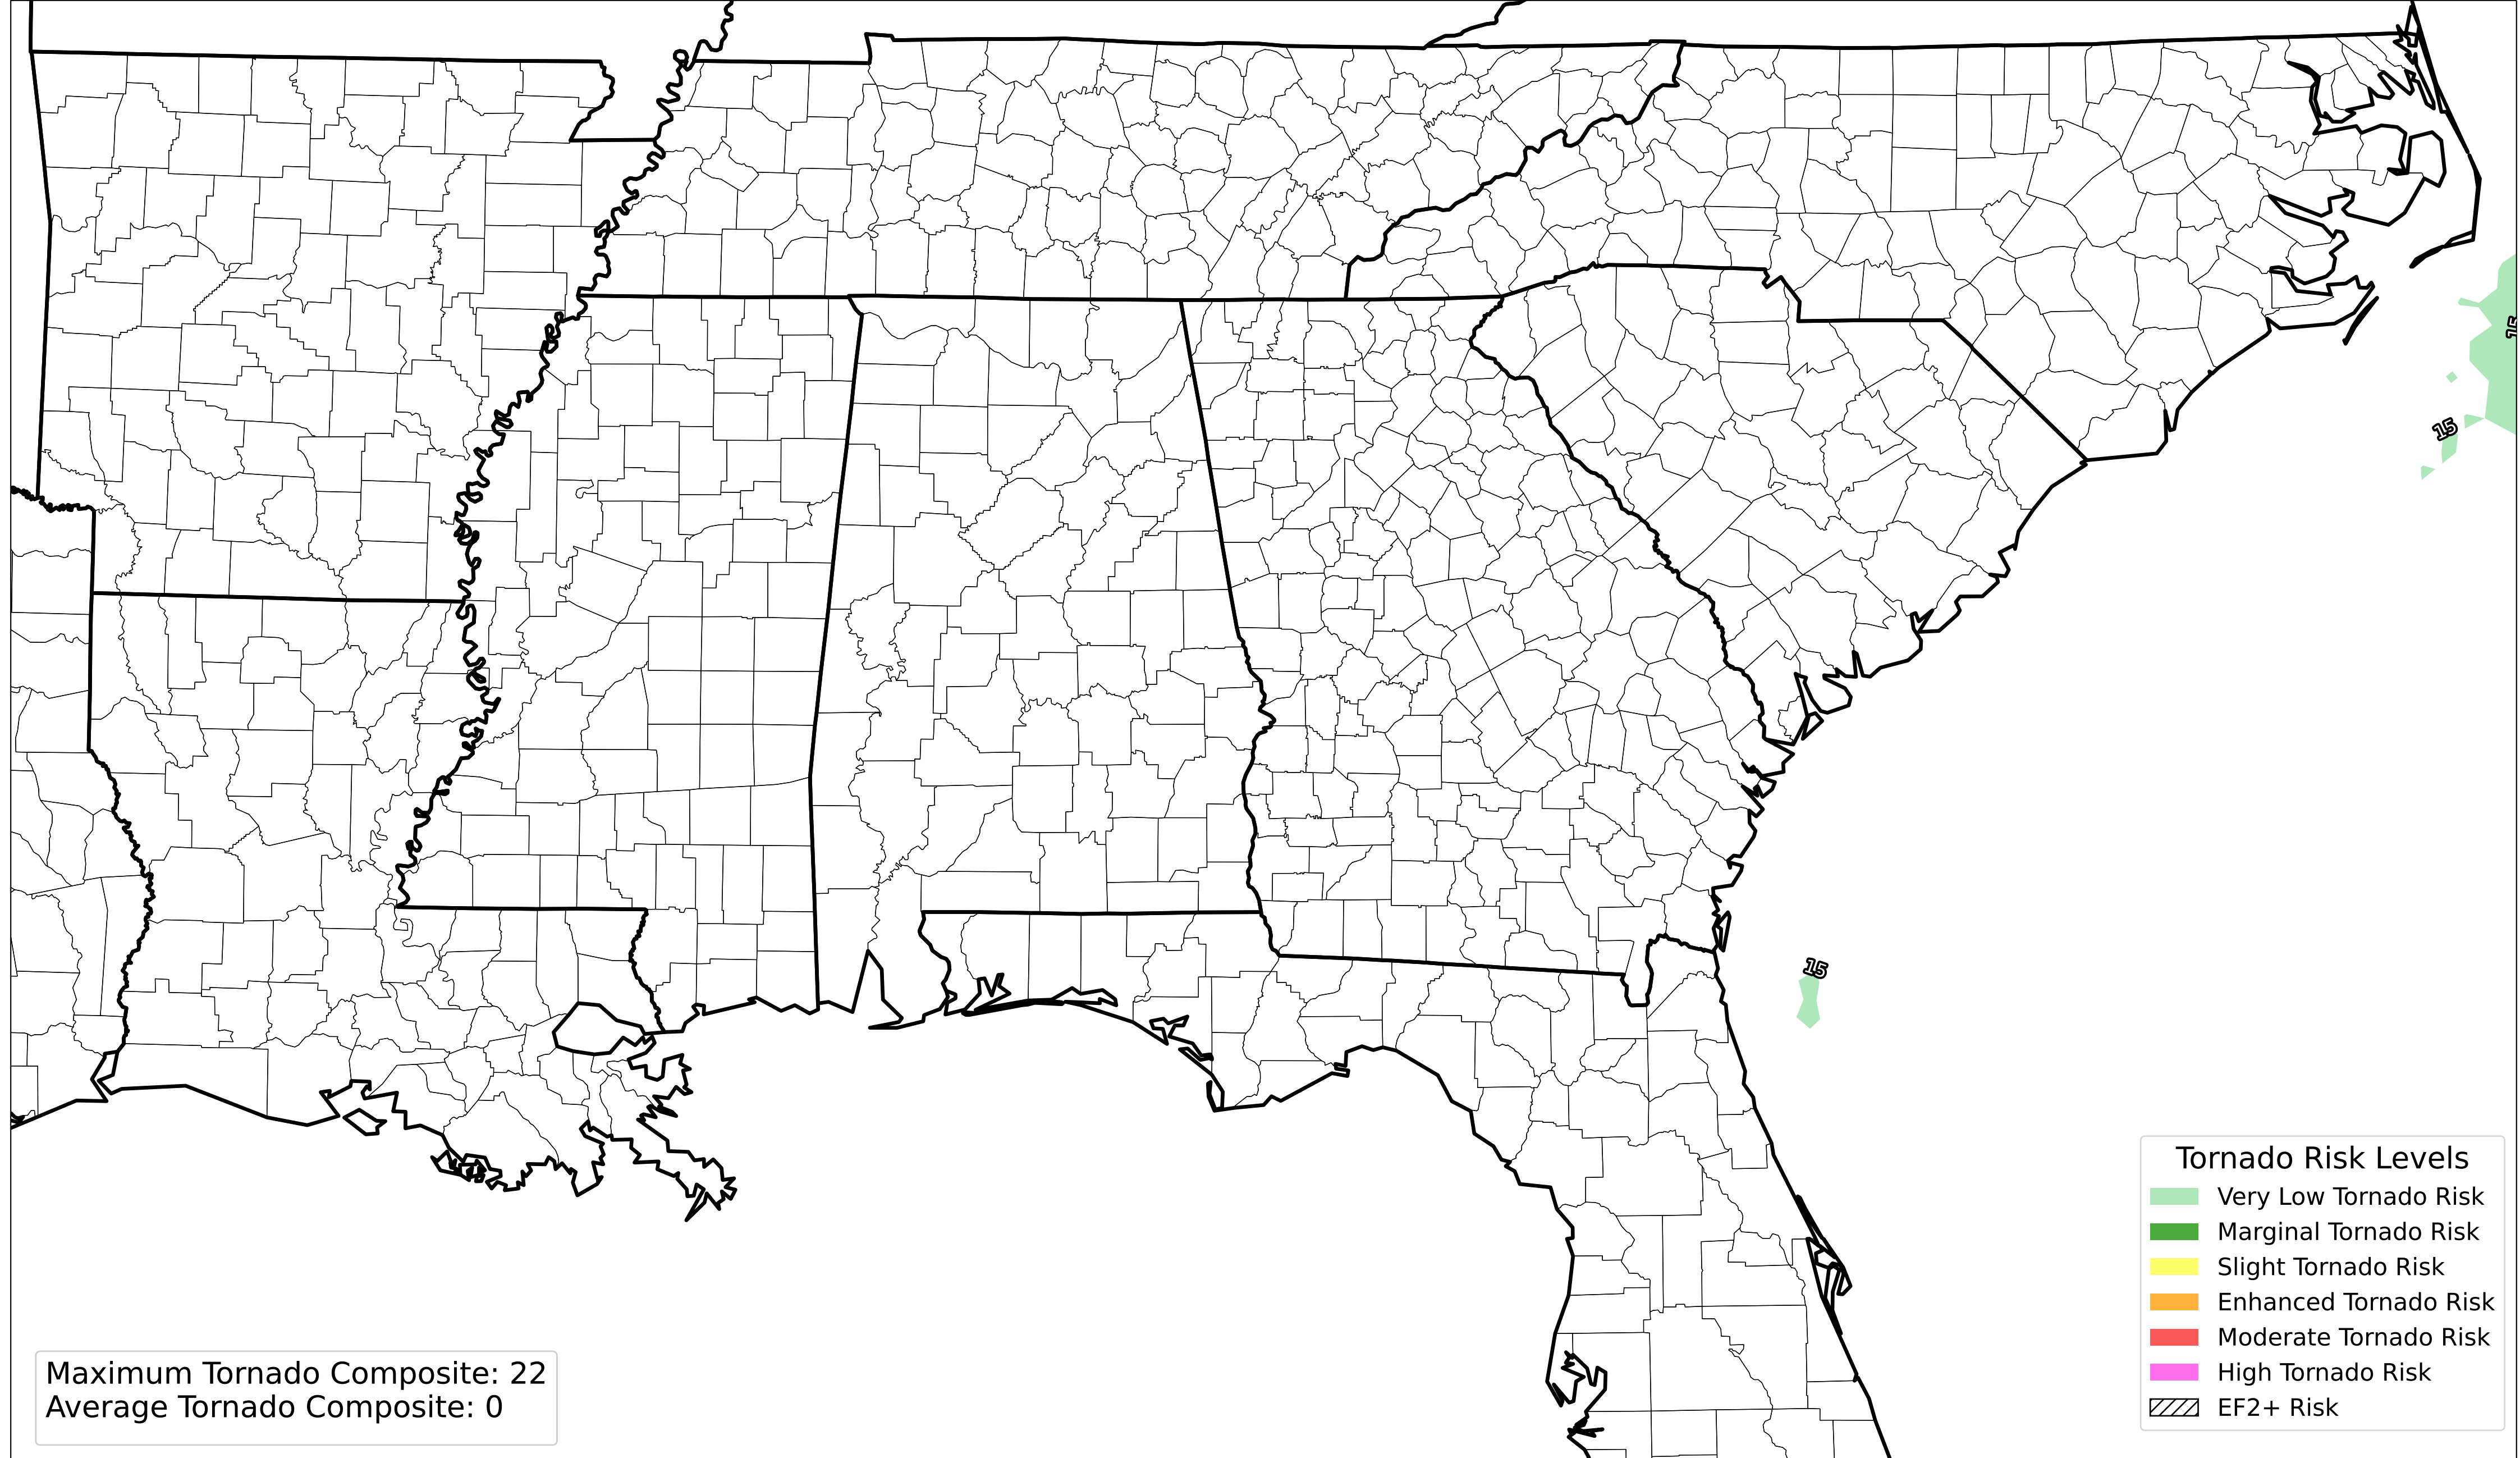 15
15
15
Tornado Risk Levels
Very Low Tornado Risk
Marginal Tornado Risk
Slight Tornado Risk
Enhanced Tornado Risk
Moderate Tornado Risk
High Tornado Risk
EF2+ Risk
Maximum Tornado Composite: 22
Average Tornado Composite: 0